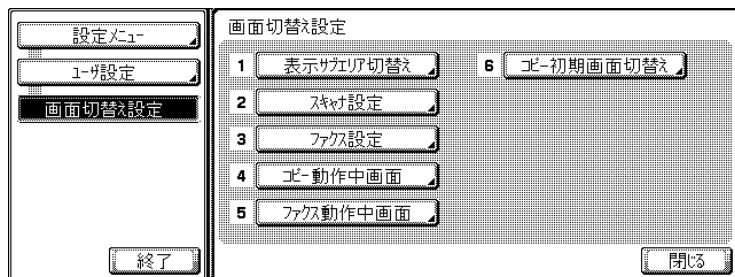 設定ﾒﾆｭｰ
ﾕｰｻﾞ設定
画面切替え設定
終了
画面切替え設定
1 表示ｻﾌﾞｴﾘｱ切替え
2 ｽｷｬﾅ設定
3 ﾌｧｸｽ設定
4 ｺﾋﾟｰ動作中画面
5 ﾌｧｸｽ動作中画面
6 ｺﾋﾟｰ初期画面切替え
閉じる